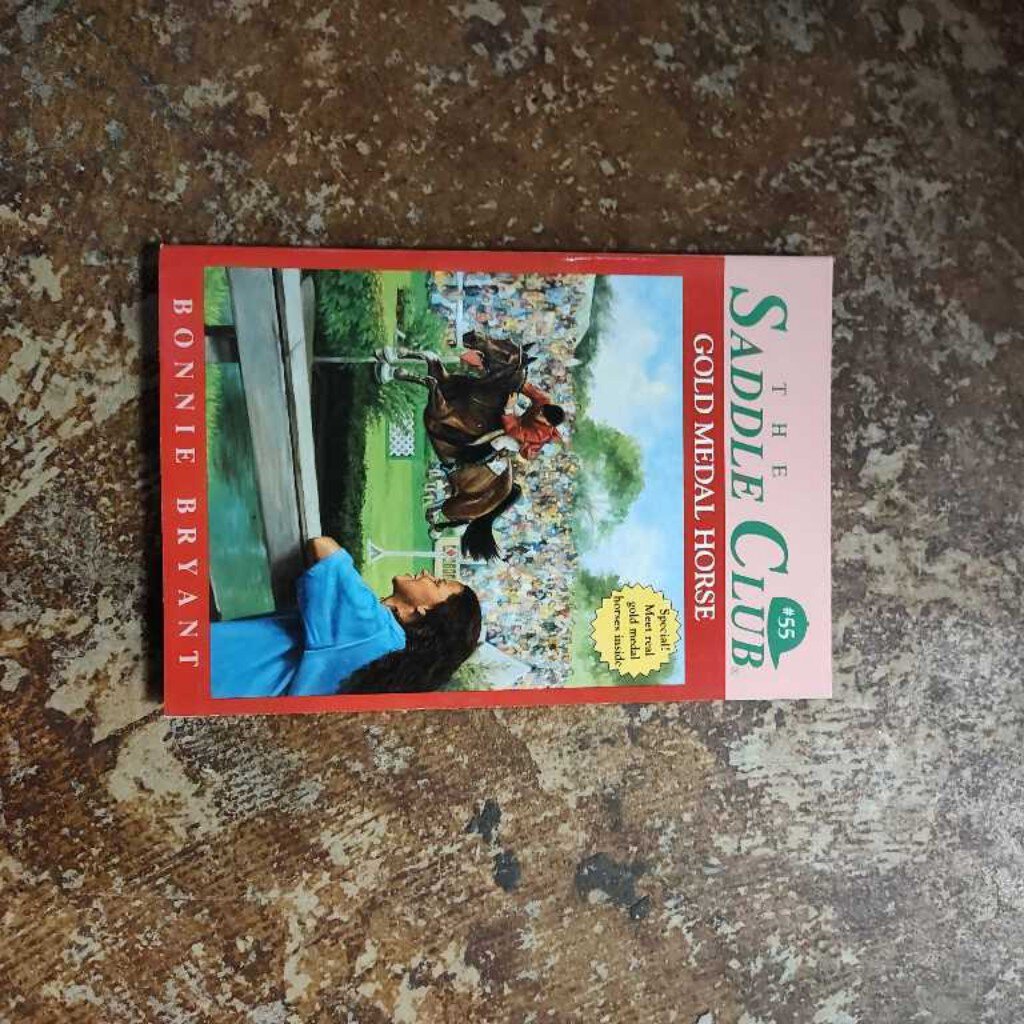 THE
SADDLE CLUB
#55
GOLD MEDAL HORSE
Special!
Meet real
gold medal
horses inside
BONNIE BRYANT